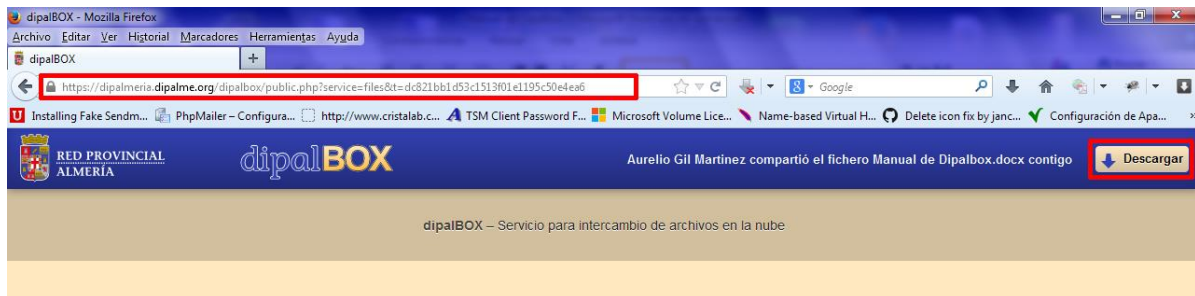 dipalBOX - Mozilla Firefox
Archivo Editar Ver Historial Marcadores Herramientas Ayuda
dipalBOX +
https://dipalmeria.dipalme.org/dipalbox/public.php?service=files&t=dc821bb1d53c1513f01e1195c50e4ea6 8 Google
Installing Fake Sendm... PhpMailer – Configura... http://www.cristalab.c... TSM Client Password F... Microsoft Volume Lice... Name-based Virtual H... Delete icon fix by janc... Configuración de Apa... »
RED PROVINCIAL
ALMERÍA
dipalBOX
Aurelio Gil Martinez compartió el fichero Manual de Dipalbox.docx contigo Descargar
dipalBOX – Servicio para intercambio de archivos en la nube